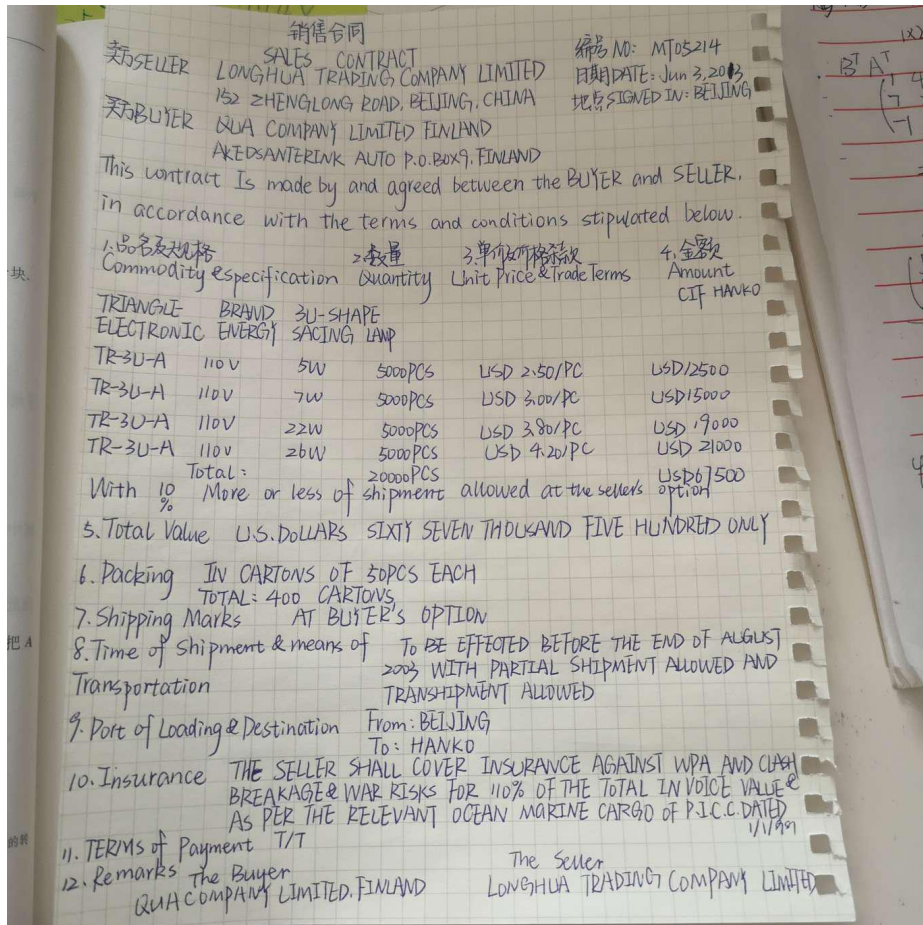 销售合同
SALES CONTRACT
编号 NO: MT05214
卖方SELLER LONGHUA TRADING COMPANY LIMITED
日期DATE: Jun 3, 2013
152 ZHENGLONG ROAD, BEIJING, CHINA
地点SIGNED IN: BEIJING
买方BUYER QUA COMPANY LIMITED FINLAND
AKEDSANTERINK AUTO P.O.BOX9, FINLAND
This contract Is made by and agreed between the BUYER and SELLER,
in accordance with the terms and conditions stipulated below.
1.品名及规格 2.数量 3.单价及价格条款 4.金额
Commodity &specification Quantity Unit Price & Trade Terms Amount
CIF HANKO
TRIANGLE BRAND 3U-SHAPE
ELECTRONIC ENERGY SACING LAMP
TR-3U-A 110V 5W 5000PCS USD 2.50/PC USD12500
TR-3U-A 110V 7W 5000PCS USD 3.00/PC USD15000
TR-3U-A 110V 22W 5000PCS USD 3.80/PC USD 19000
TR-3U-A 110V 26W 5000PCS USD 4.20/PC USD 21000
Total: 20000PCS USD67500
With 10% More or less of shipment allowed at the sellers option
5.Total Value U.S.DOLLARS SIXTY SEVEN THOUSAND FIVE HUNDRED ONLY
6.Packing IN CARTONS OF 50PCS EACH
TOTAL: 400 CARTONS
7.Shipping Marks AT BUYER'S OPTION
8.Time of Shipment & means of TO BE EFFECTED BEFORE THE END OF AUGUST
2003 WITH PARTIAL SHIPMENT ALLOWED AND
Transportation TRANSHIPMENT ALLOWED
9.Port of Loading & Destination From: BEIJING
To: HANKO
10.Insurance THE SELLER SHALL COVER INSURANCE AGAINST WPA AND CLASH
BREAKAGE & WAR RISKS FOR 110% OF THE TOTAL IN VOICE VALUE &
AS PER THE RELEVANT OCEAN MARINE CARGO OF P.I.C.C. DATED
1/1/1981
11.TERMS of Payment T/T
12.Remarks The Buyer The Seller
QUA COMPANY LIMITED, FINLAND LONGHUA TRADING COMPANY LIMITED
块.
把 A
的转